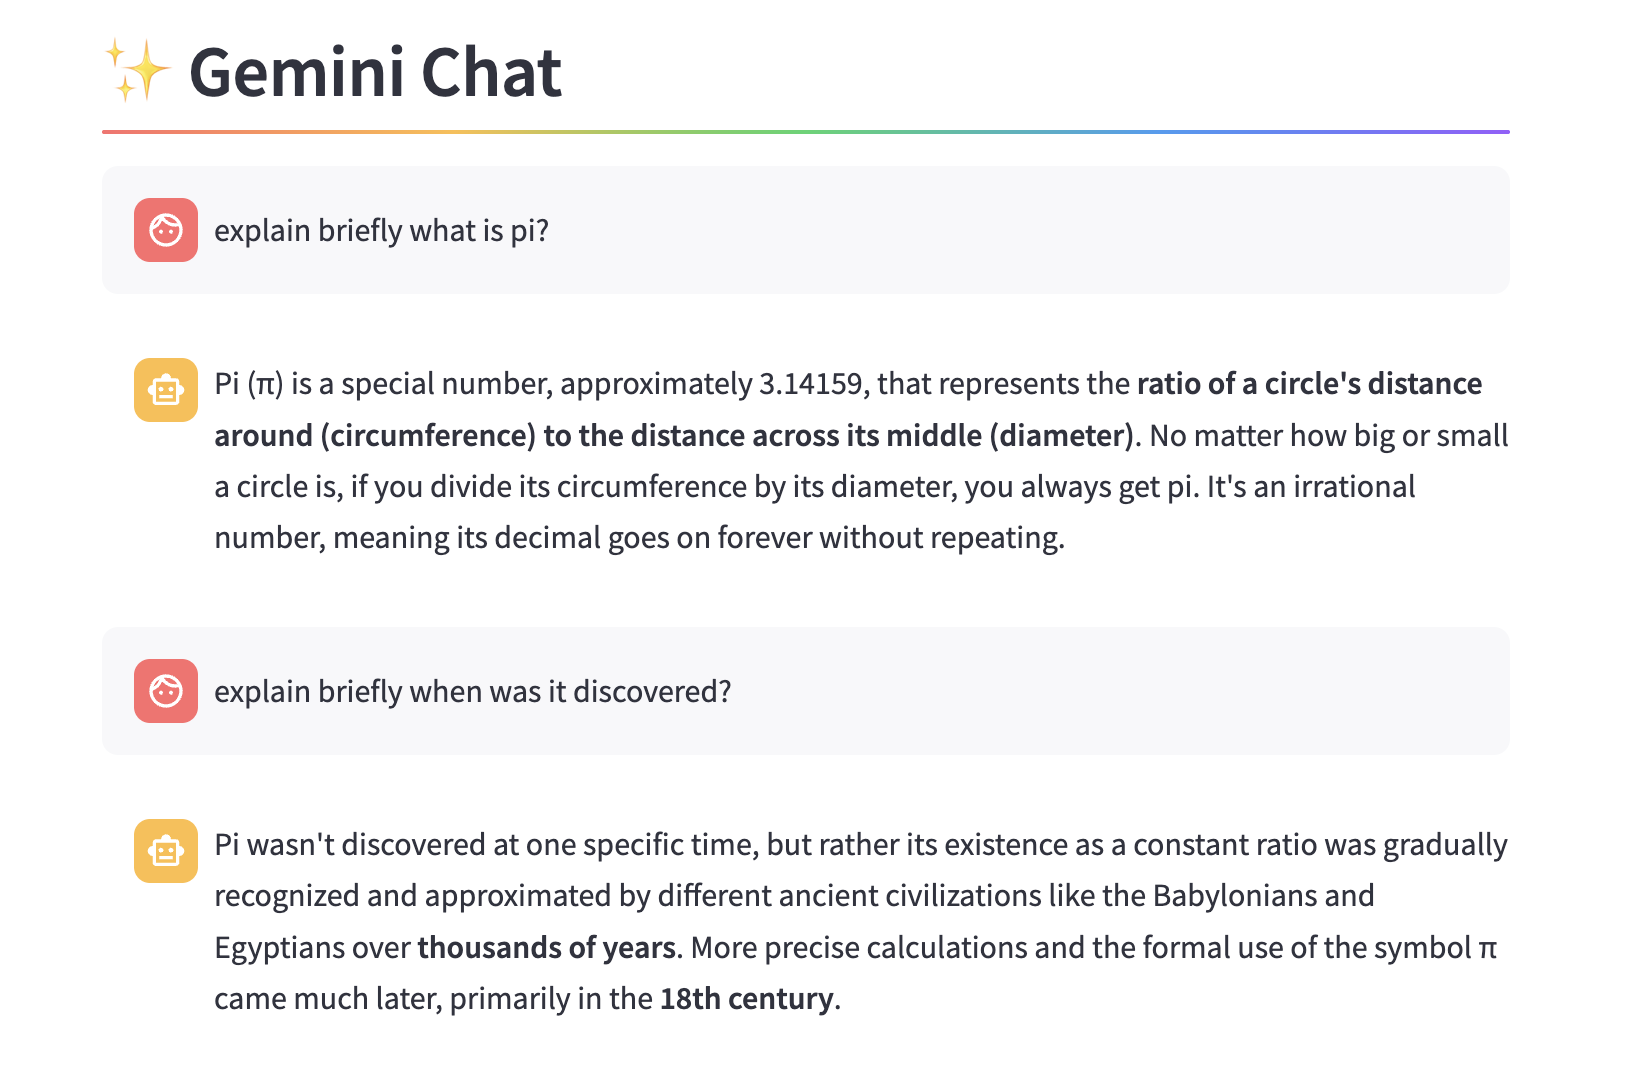 ✨ Gemini Chat
explain briefly what is pi?
Pi (π) is a special number, approximately 3.14159, that represents the ratio of a circle's distance
around (circumference) to the distance across its middle (diameter). No matter how big or small
a circle is, if you divide its circumference by its diameter, you always get pi. It's an irrational
number, meaning its decimal goes on forever without repeating.
explain briefly when was it discovered?
Pi wasn't discovered at one specific time, but rather its existence as a constant ratio was gradually
recognized and approximated by different ancient civilizations like the Babylonians and
Egyptians over thousands of years. More precise calculations and the formal use of the symbol π
came much later, primarily in the 18th century.